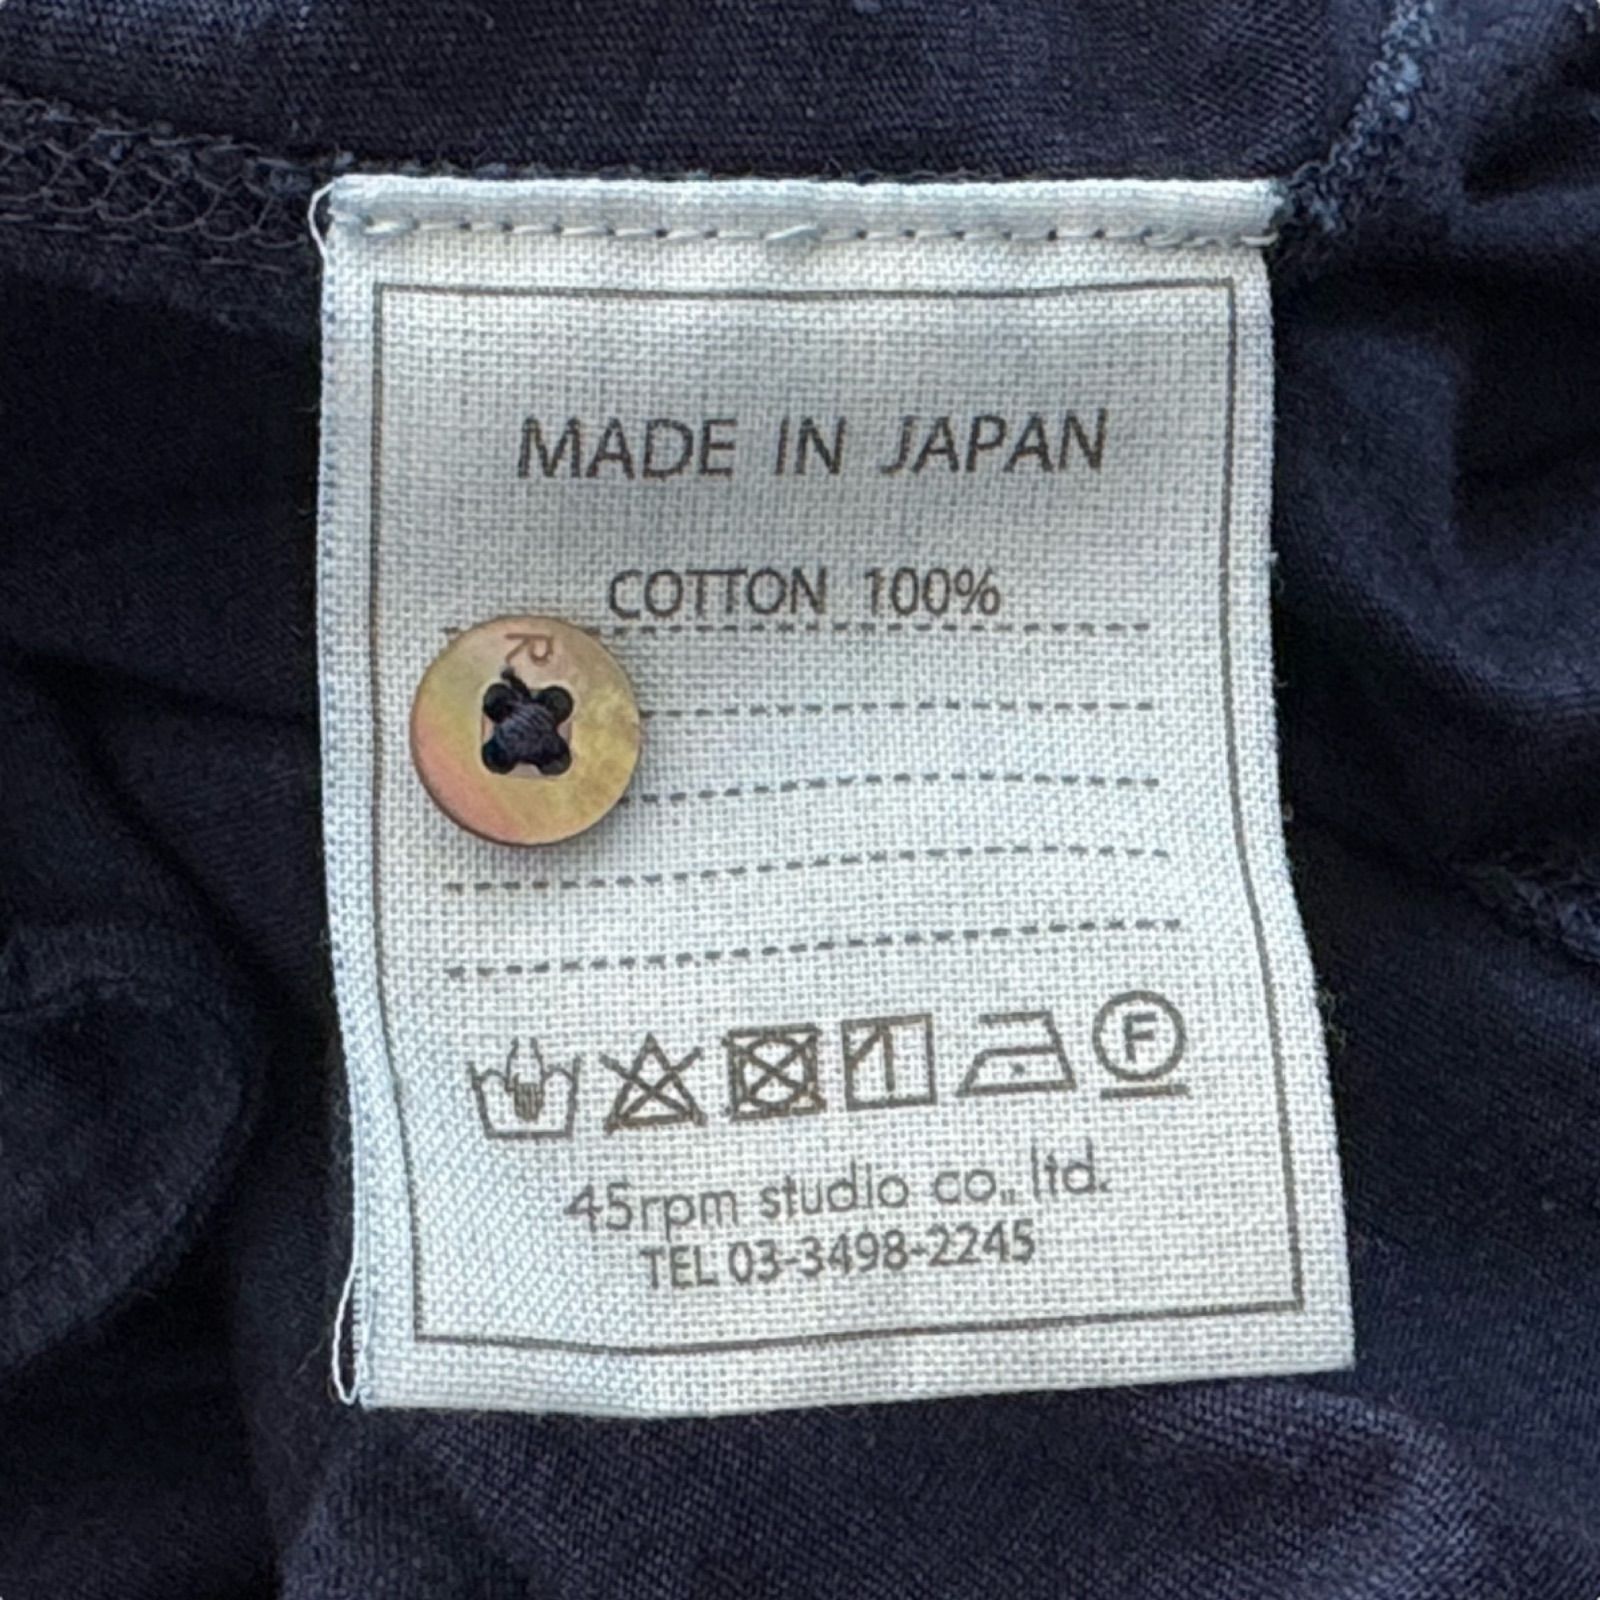 MADE IN JAPAN
COTTON 100%
R
F
45rpm studio co., ltd.
TEL 03-3498-2245